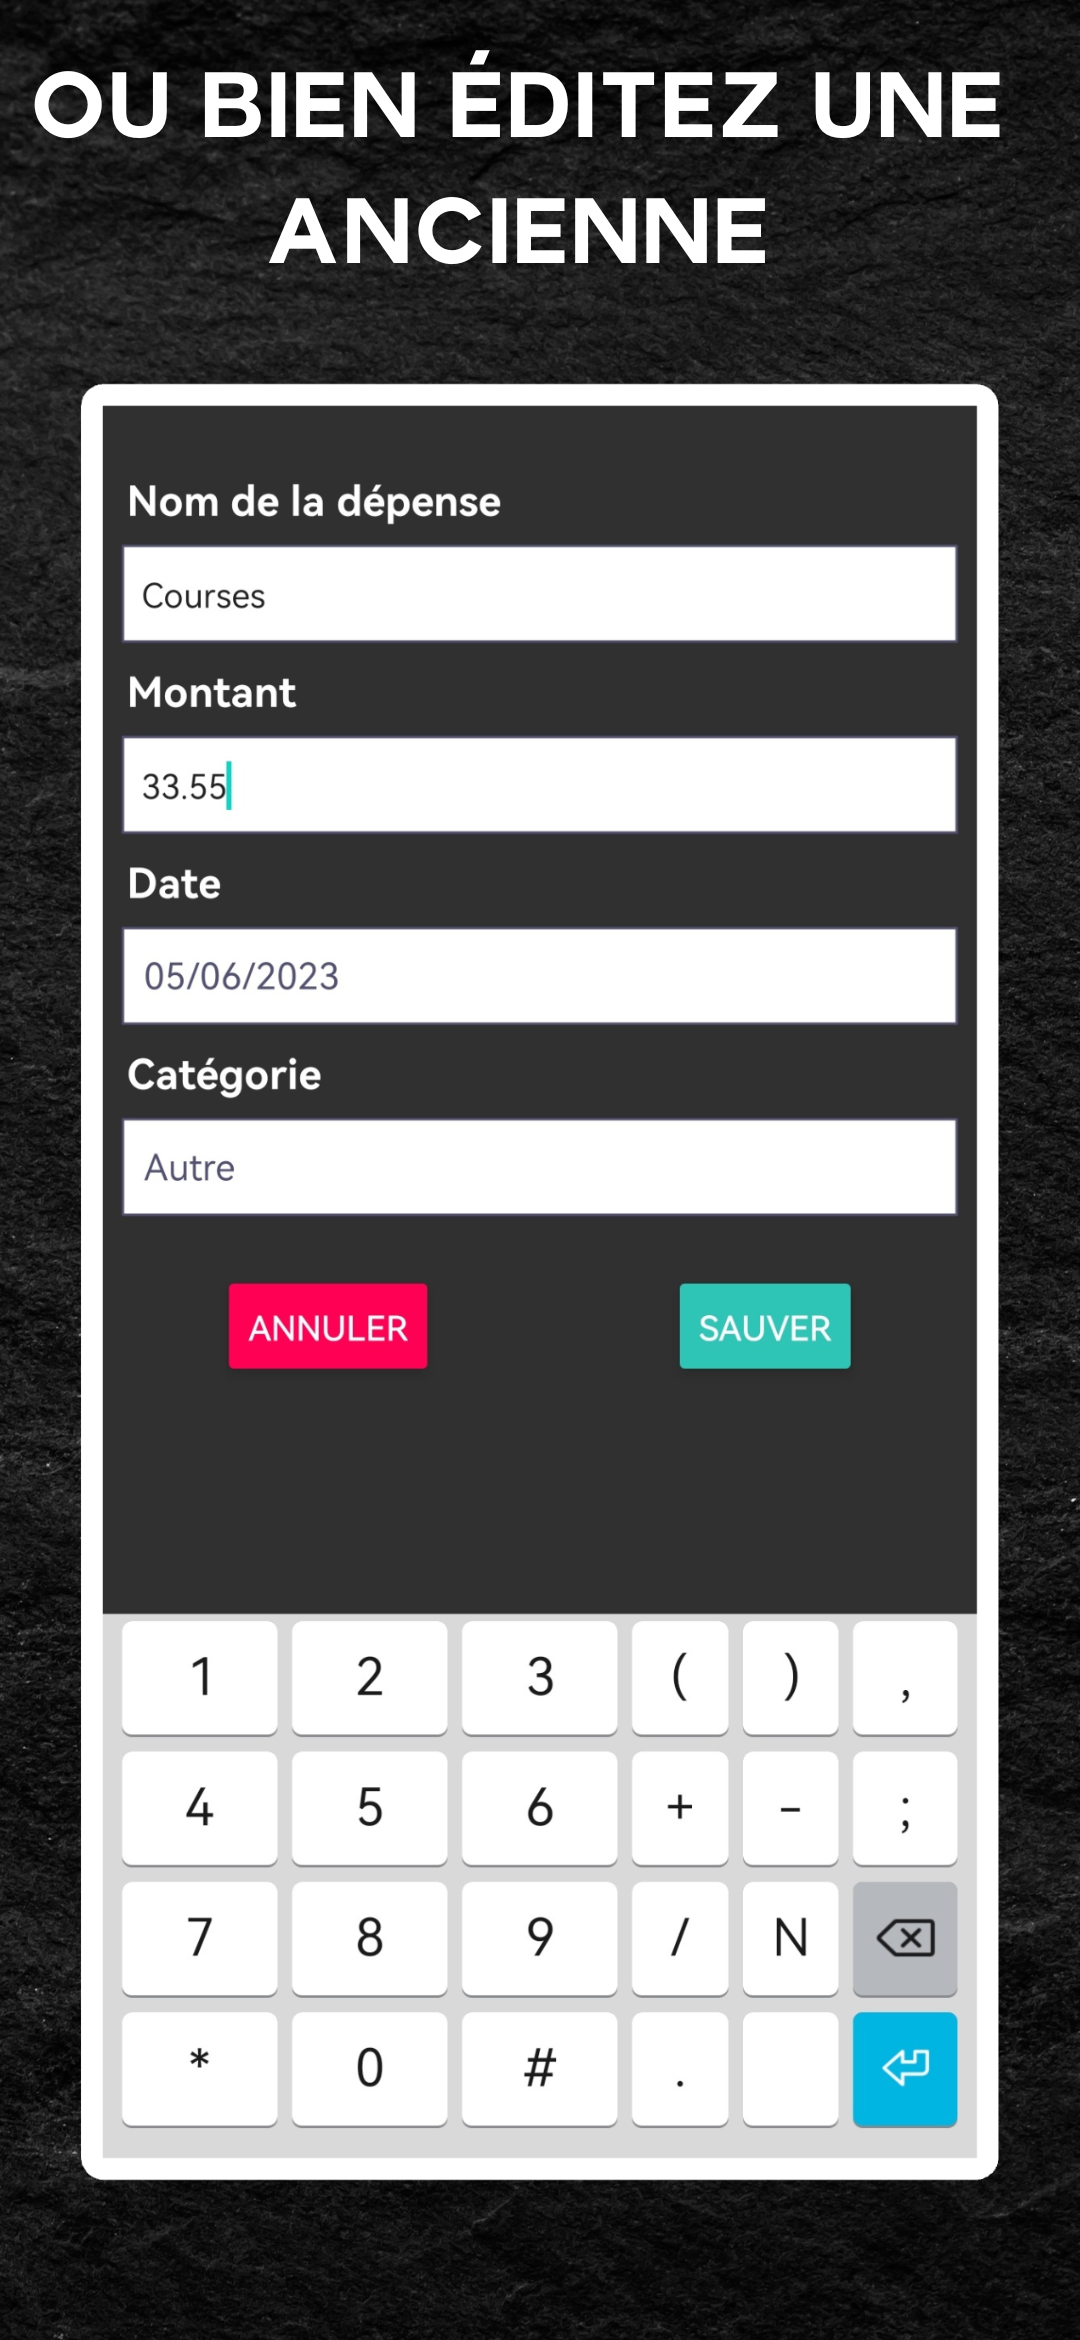 OU BIEN ÉDITEZ UNE
ANCIENNE
Nom de la dépense
Courses
Montant
33.55
Date
05/06/2023
Catégorie
Autre
ANNULER SAUVER
1 2 3 ( ) ,
4 5 6 + - ;
7 8 9 / N
* 0 # .